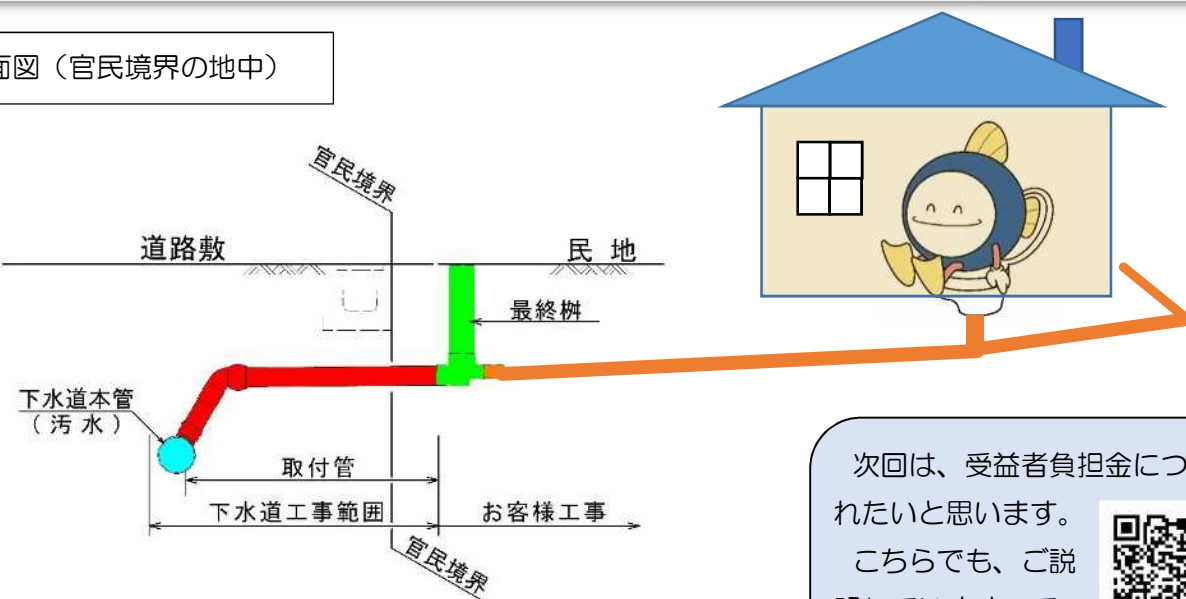 面図（官民境界の地中）
官民境界
道路敷
民 地
最終桝
下水道本管
（汚 水）
取付管
下水道工事範囲
お客様工事
官民境界
次回は、受益者負担金につ
れたいと思います。
こちらでも、ご説